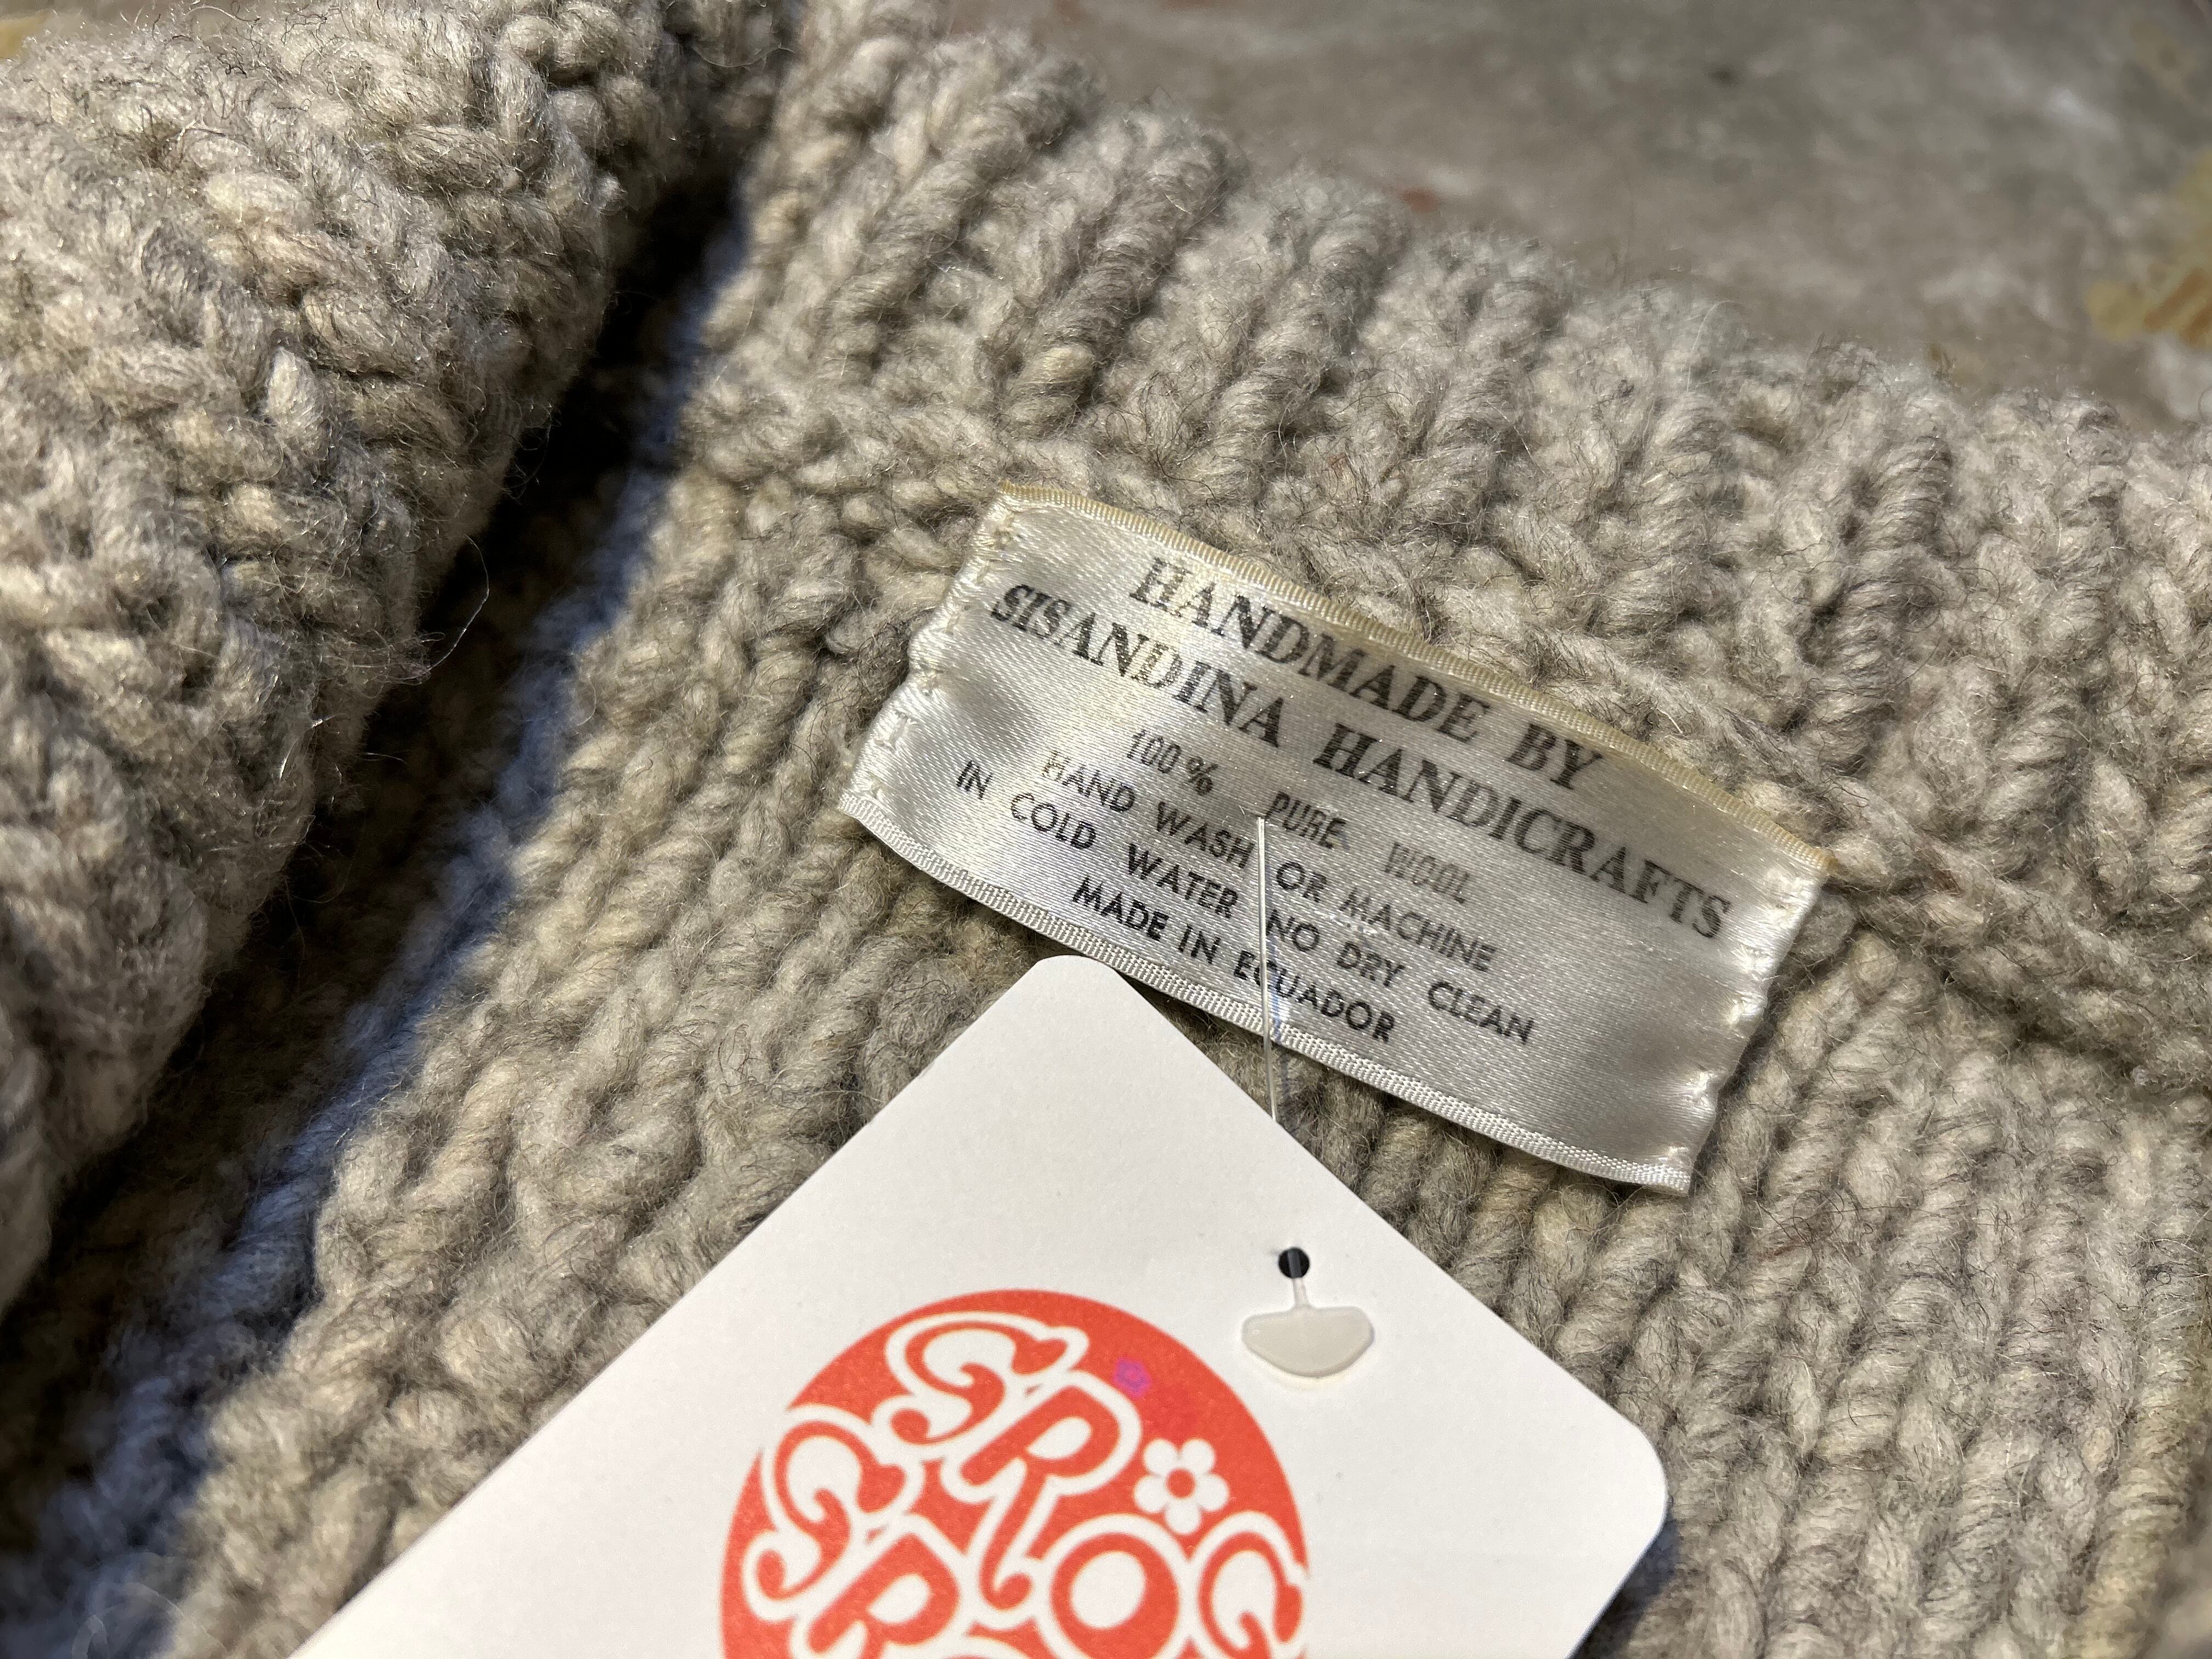 HANDMADE BY
SISANDINA HANDICRAFTS
100% PURE WOOL
HAND WASH OR MACHINE
IN COLD WATER NO DRY CLEAN
MADE IN ECUADOR